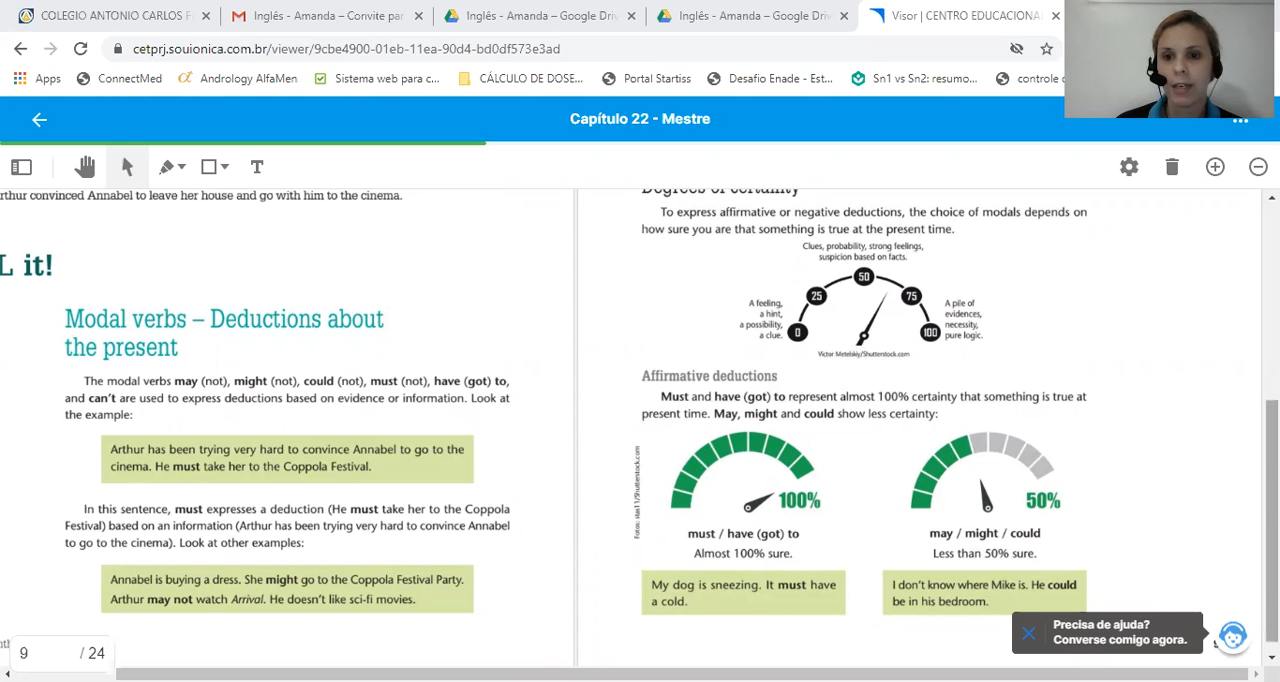 COLEGIO ANTONIO CARLOS F
Inglês - Amanda – Convite par
Inglês - Amanda – Google Driv
Inglês - Amanda – Google Driv
Visor | CENTRO EDUCACIONA
cetprj.souionica.com.br/viewer/9cbe4900-01eb-11ea-90d4-bd0df573e3ad
Apps
ConnectMed
Andrology AlfaMen
Sistema web para c...
CÁLCULO DE DOSE...
Portal Startiss
Desafio Enade - Est...
Sn1 vs Sn2: resumo...
controle d
Capítulo 22 - Mestre
T
rthur convinced Annabel to leave her house and go with him to the cinema.
L it!
Modal verbs – Deductions about
the present
The modal verbs may (not), might (not), could (not), must (not), have (got) to,
and can't are used to express deductions based on evidence or information. Look at
the example:
Arthur has been trying very hard to convince Annabel to go to the
cinema. He must take her to the Coppola Festival.
In this sentence, must expresses a deduction (He must take her to the Coppola
Festival) based on an information (Arthur has been trying very hard to convince Annabel
to go to the cinema). Look at other examples:
Annabel is buying a dress. She might go to the Coppola Festival Party.
Arthur may not watch Arrival. He doesn't like sci-fi movies.
9 / 24
Degrees of certainty
To express affirmative or negative deductions, the choice of modals depends on
how sure you are that something is true at the present time.
Clues, probability, strong feelings,
suspicion based on facts.
A feeling,
a hint,
a possibility,
a clue.
0
25
50
75
100
A pile of
evidences,
necessity,
pure logic.
Victor Metelskiy/Shutterstock.com
Affirmative deductions
Must and have (got) to represent almost 100% certainty that something is true at
present time. May, might and could show less certainty:
Fotos: stas11/Shutterstock.com
100%
must / have (got) to
Almost 100% sure.
My dog is sneezing. It must have
a cold.
50%
may / might / could
Less than 50% sure.
I don't know where Mike is. He could
be in his bedroom.
Precisa de ajuda?
Converse comigo agora.